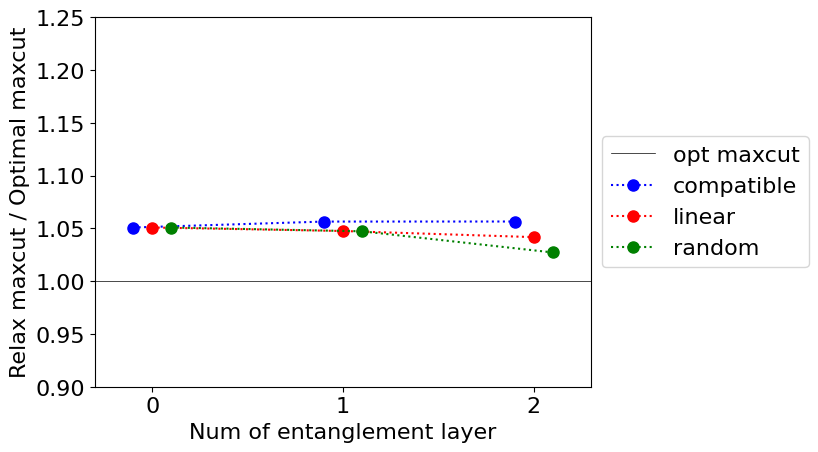 Relax maxcut / Optimal maxcut
1.25
1.20
1.15
1.10
1.05
1.00
0.95
0.90
0
1
2
Num of entanglement layer
opt maxcut
compatible
linear
random